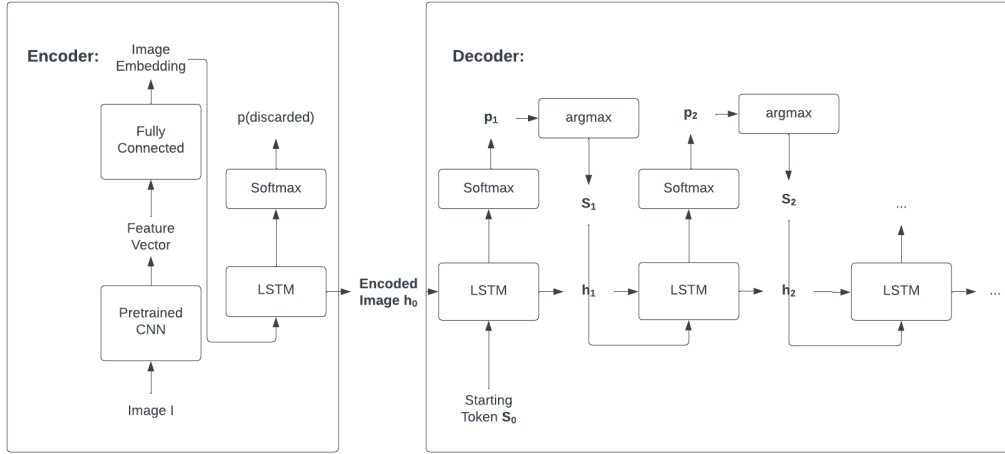 Encoder:
Image
Embedding
Fully
Connected
Feature
Vector
Pretrained
CNN
Image I
p(discarded)
Softmax
LSTM
Encoded
Image h₀
Decoder:
p₁
argmax
Softmax
S₁
LSTM
h₁
Starting
Token S₀
p₂
argmax
Softmax
S₂
LSTM
h₂
...
LSTM
...